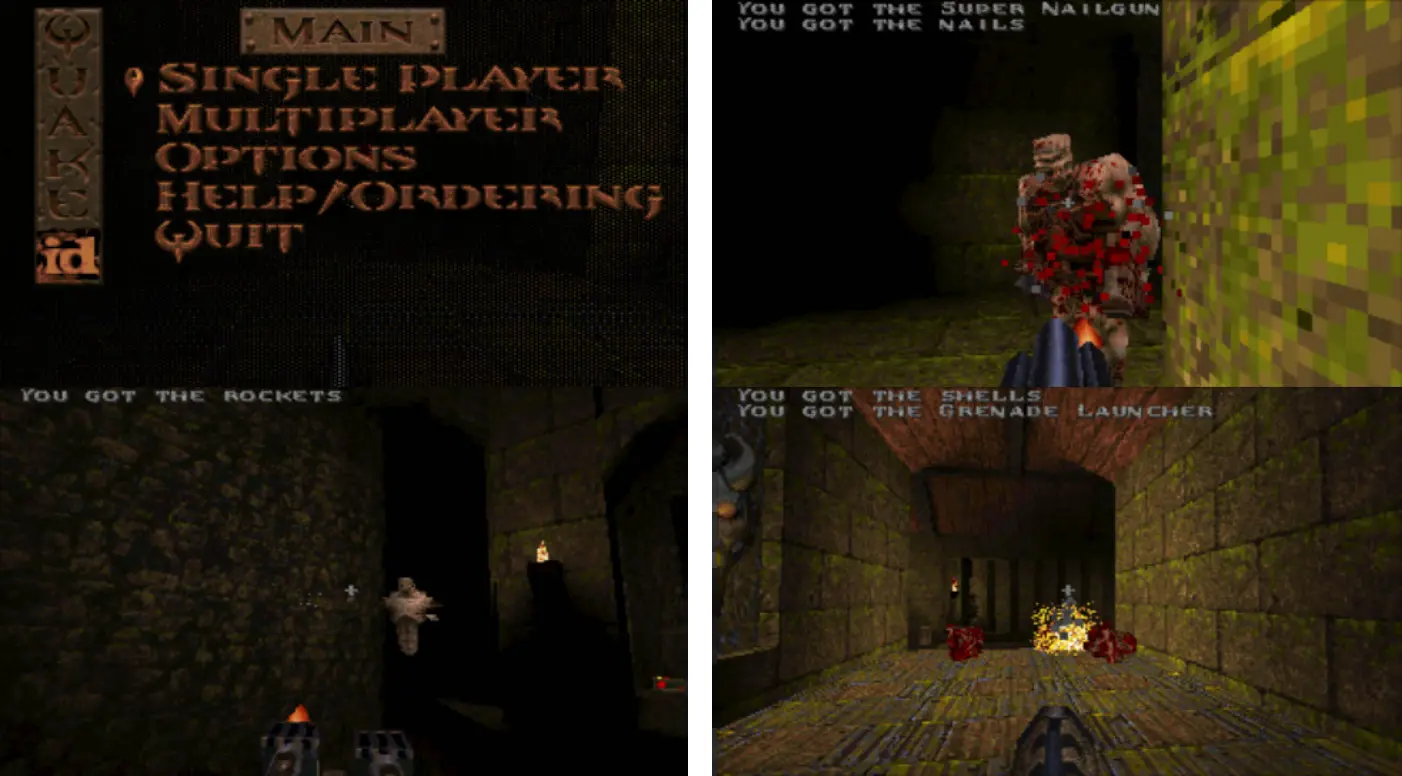 QUAKE
id
MAIN
SINGLE PLAYER
MULTIPLAYER
OPTIONS
HELP/ORDERING
QUIT
YOU GOT THE SUPER NAILGUN
YOU GOT THE NAILS
YOU GOT THE ROCKETS
YOU GOT THE SHELLS
YOU GOT THE GRENADE LAUNCHER